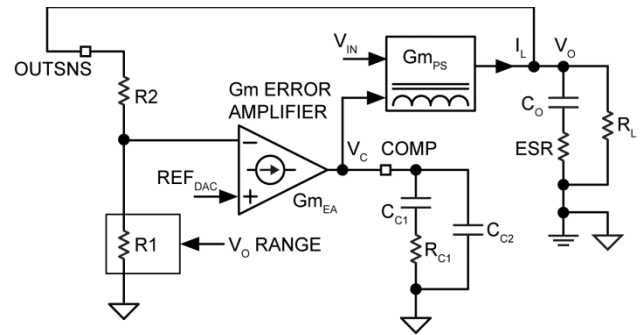 OUTSNS
R2
Gm ERROR
AMPLIFIER
V_IN
Gm_PS
I_L
V_O
C_O
R_L
ESR
−
+
REF_DAC
Gm_EA
V_C
COMP
C_C1
R_C1
C_C2
R1
V_O RANGE